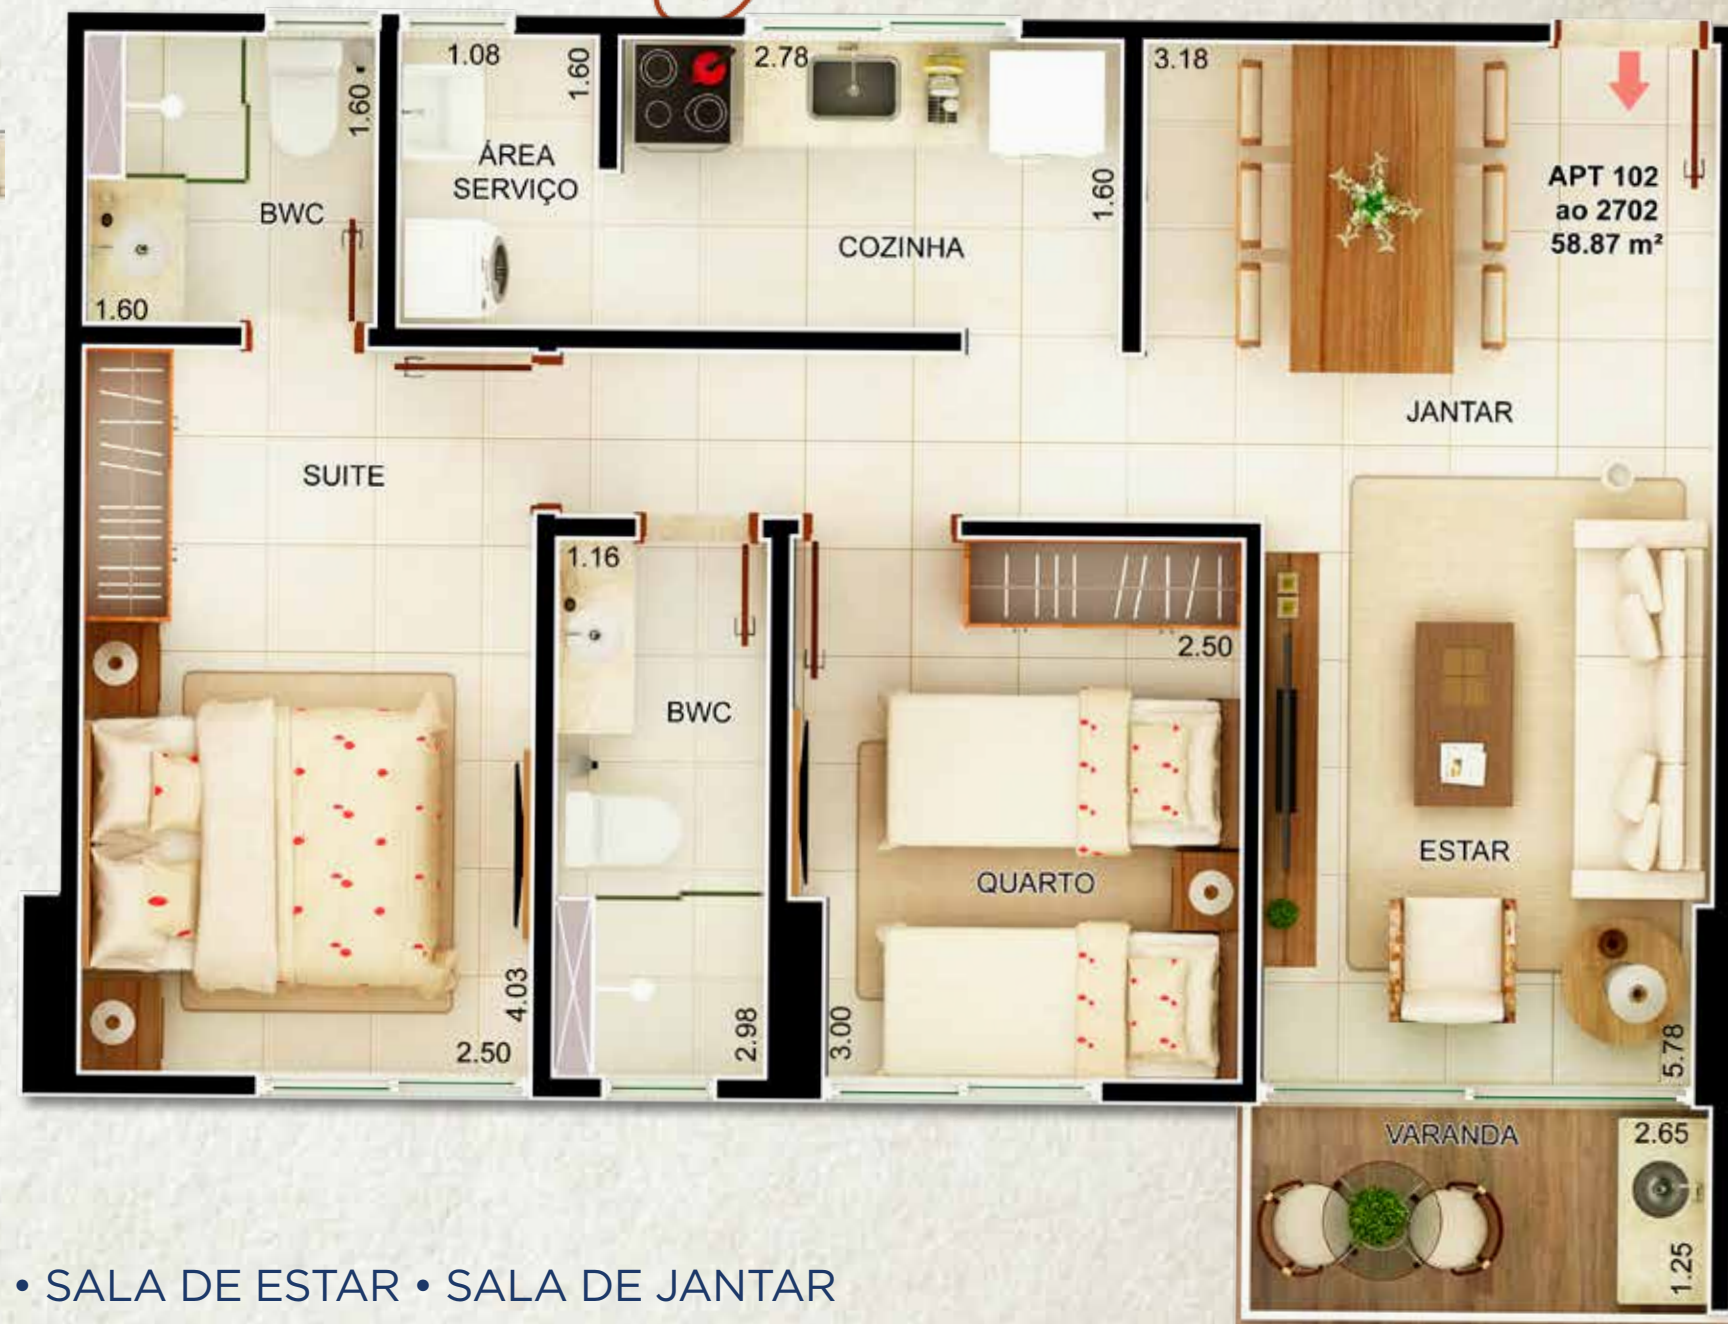 1.08
1.60
1.60
2.78
3.18
ÁREA
SERVIÇO
BWC
1.60
COZINHA
1.60
APT 102
ao 2702
58.87 m²
JANTAR
SUITE
1.16
2.50
BWC
ESTAR
QUARTO
4.03
2.50
2.98
3.00
5.78
VARANDA
2.65
1.25
• SALA DE ESTAR • SALA DE JANTAR